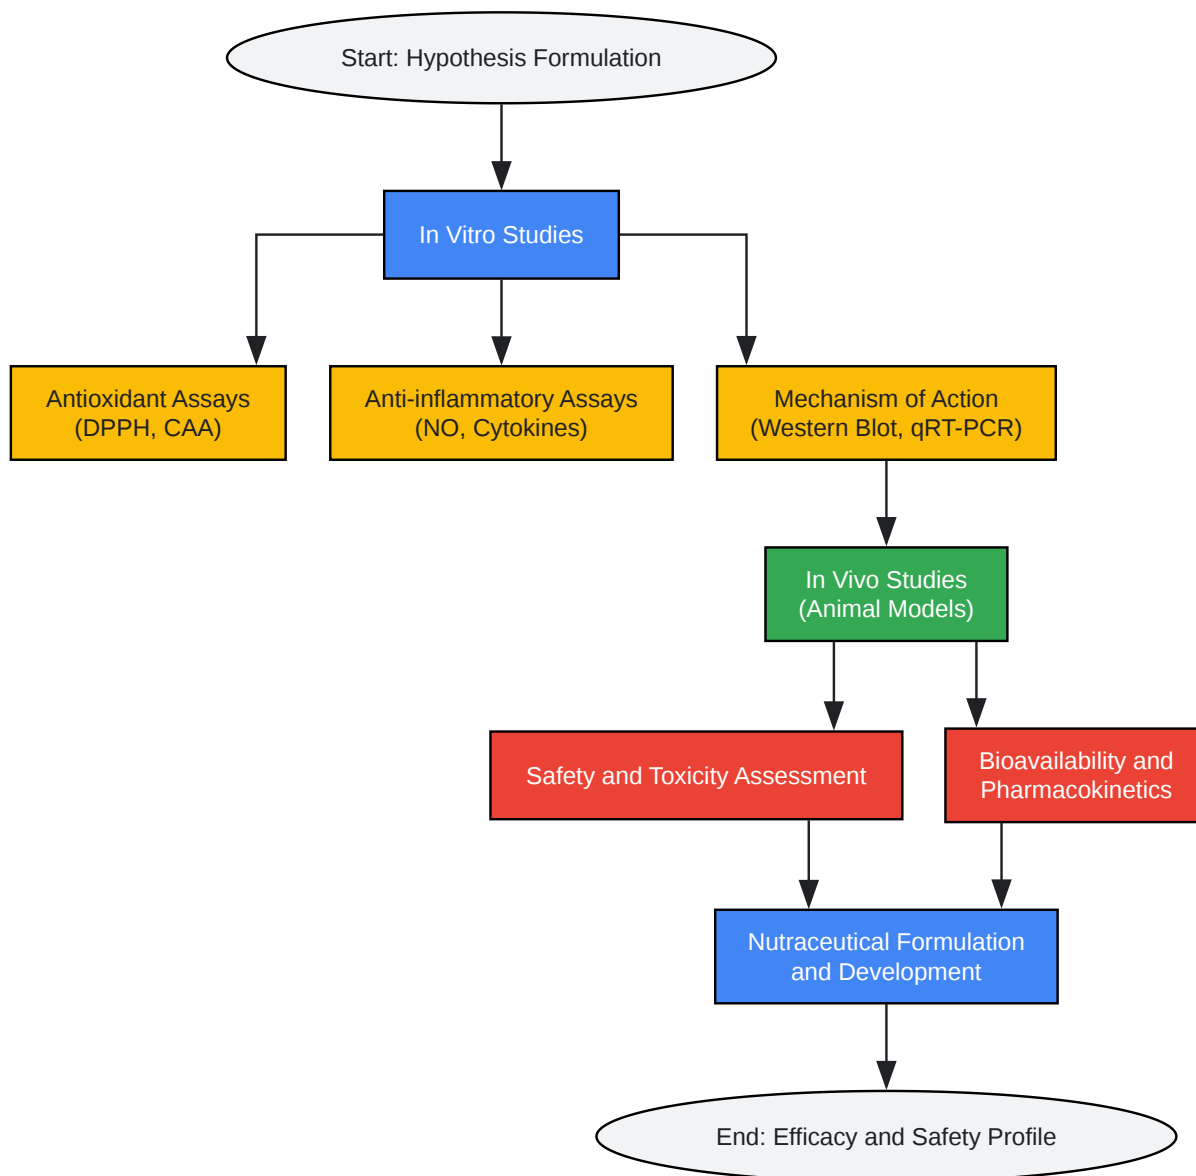 Start: Hypothesis Formulation
In Vitro Studies
Antioxidant Assays
(DPPH, CAA)
Anti-inflammatory Assays
(NO, Cytokines)
Mechanism of Action
(Western Blot, qRT-PCR)
In Vivo Studies
(Animal Models)
Safety and Toxicity Assessment
Bioavailability and
Pharmacokinetics
Nutraceutical Formulation
and Development
End: Efficacy and Safety Profile